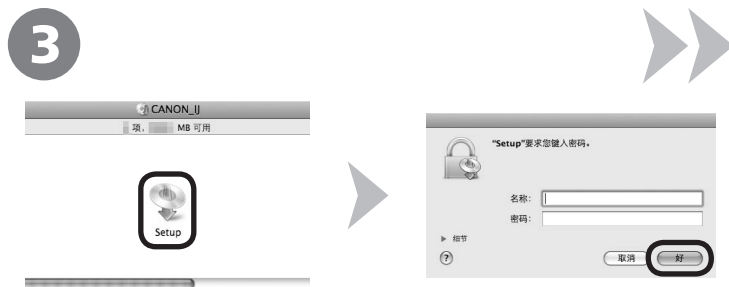 3
CANON_IJ
项， MB 可用
Setup
"Setup"要求您键入密码。
名称：
密码：
细节
?
取消
好